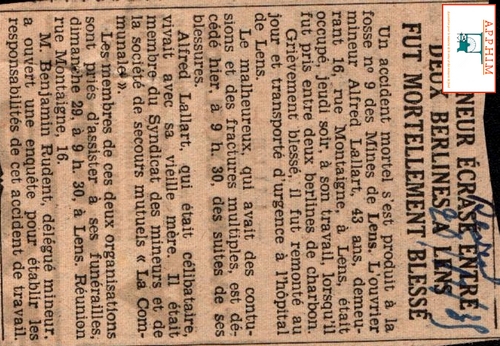 MINEUR ÉCRASÉ ENTRE
DEUX BERLINES A LENS
FUT MORTELLEMENT BLESSÉ
Un accident mortel s'est produit à la
fosse n° 9 des Mines de Lens. L'ouvrier
mineur Alfred Lallart, 43 ans, demeu-
rant 16, rue Montaigne, à Lens, était
occupé, jeudi soir, à son travail, lorsqu'il
fut pris entre deux berlines de charbon.
Grièvement blessé, il fut remonté au
jour et transporté d'urgence à l'hôpital
de Lens.
Le malheureux, qui avait des contu-
sions et des fractures multiples, est dé-
cédé hier, à 9 h. 30, des suites de ses
blessures.
Alfred Lallart, qui était célibataire,
vivait avec sa vieille mère. Il était
membre du Syndicat des mineurs et de
la société de secours mutuels « La Com-
munale ».
Les membres de ces deux organisations
sont priés d'assister à ses funérailles,
dimanche 29, à 9 h. 30, à Lens. Réunion
rue Montaigne, 16.
M. Benjamin Rudent, délégué mineur,
a ouvert une enquête pour établir les
responsabilités de cet accident de travail.
A.P.P.H.I.M.